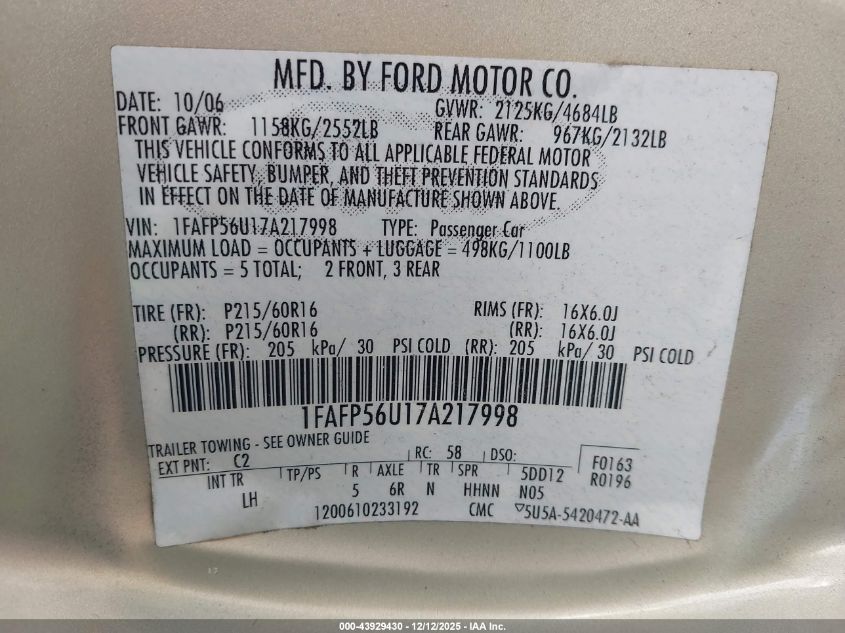 MFD. BY FORD MOTOR CO.
DATE: 10/06 GVWR: 2125KG/4684LB
FRONT GAWR: 1158KG/2552LB REAR GAWR: 967KG/2132LB
THIS VEHICLE CONFORMS TO ALL APPLICABLE FEDERAL MOTOR
VEHICLE SAFETY, BUMPER, AND THEFT PREVENTION STANDARDS
IN EFFECT ON THE DATE OF MANUFACTURE SHOWN ABOVE.
VIN: 1FAFP56U17A217998 TYPE: Passenger Car
MAXIMUM LOAD = OCCUPANTS + LUGGAGE = 498KG/1100LB
OCCUPANTS = 5 TOTAL; 2 FRONT, 3 REAR
TIRE (FR): P215/60R16 RIMS (FR): 16X6.0J
(RR): P215/60R16 (RR): 16X6.0J
PRESSURE (FR): 205 kPa/ 30 PSI COLD (RR): 205 kPa/ 30 PSI COLD
1FAFP56U17A217998
TRAILER TOWING - SEE OWNER GUIDE
EXT PNT: C2 RC: 58 DSO: F0163
INT TR TP/PS R AXLE TR SPR 5DD12 R0196
LH 5 6R N HHNN N05
1200610233192 CMC ▽5U5A-5420472-AA
000-43929430 - 12/12/2025 - IAA Inc.